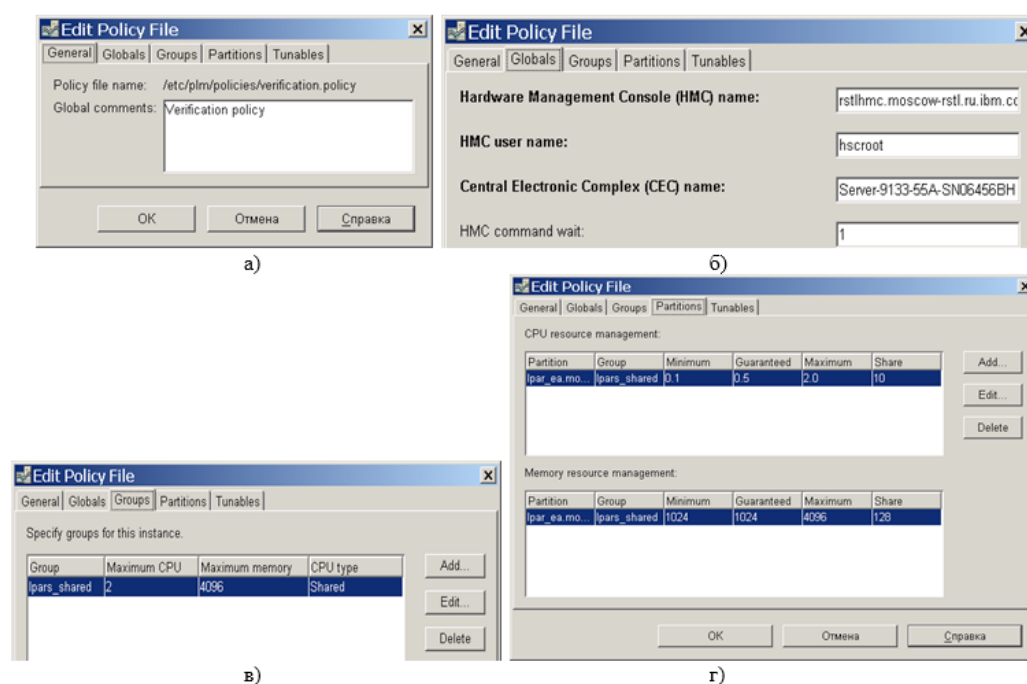 Edit Policy File
General Globals Groups Partitions Tunables
Policy file name: /etc/plm/policies/verification.policy
Global comments: Verification policy
OK Отмена Справка
а)
Edit Policy File
General Globals Groups Partitions Tunables
Hardware Management Console (HMC) name: rstlhmc.moscow-rstl.ru.ibm.cc
HMC user name: hscroot
Central Electronic Complex (CEC) name: Server-9133-55A-SN06456BH
HMC command wait: 1
б)
Edit Policy File
General Globals Groups Partitions Tunables
Specify groups for this instance.
Group Maximum CPU Maximum memory CPU type
lpars_shared 2 4096 Shared
Add...
Edit...
Delete
в)
Edit Policy File
General Globals Groups Partitions Tunables
CPU resource management:
Partition Group Minimum Guaranteed Maximum Share
lpar_ea.mo... lpars_shared 0.1 0.5 2.0 10
Add...
Edit...
Delete
Memory resource management:
Partition Group Minimum Guaranteed Maximum Share
lpar_ea.mo... lpars_shared 1024 1024 4096 128
OK Отмена Справка
г)